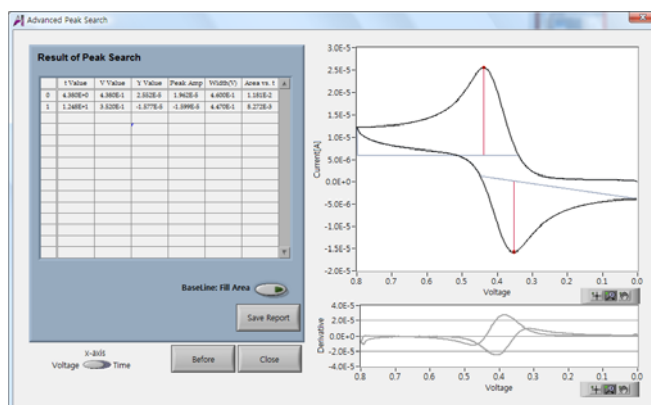 Advanced Peak Search
Result of Peak Search
t Value V Value Y Value Peak Amp Width(V) Area vs. t
0 4.360E+0 4.360E-1 2.552E-5 1.962E-5 4.600E-1 1.181E-2
1 1.248E+1 3.520E-1 -1.577E-5 -1.599E-5 4.470E-1 8.272E-3
BaseLine: Fill Area
Save Report
x-axis
Voltage Time
Before
Close
3.0E-5
2.5E-5
2.0E-5
1.5E-5
1.0E-5
5.0E-6
0.0E+0
-5.0E-6
-1.0E-5
-1.5E-5
-2.0E-5
Current[A]
0.8 0.7 0.6 0.5 0.4 0.3 0.2 0.1 0.0
Voltage
4.0E-5
2.0E-5
0.0E+0
-2.0E-5
-4.0E-5
Derivative
0.8 0.7 0.6 0.5 0.4 0.3 0.2 0.1 0.0
Voltage